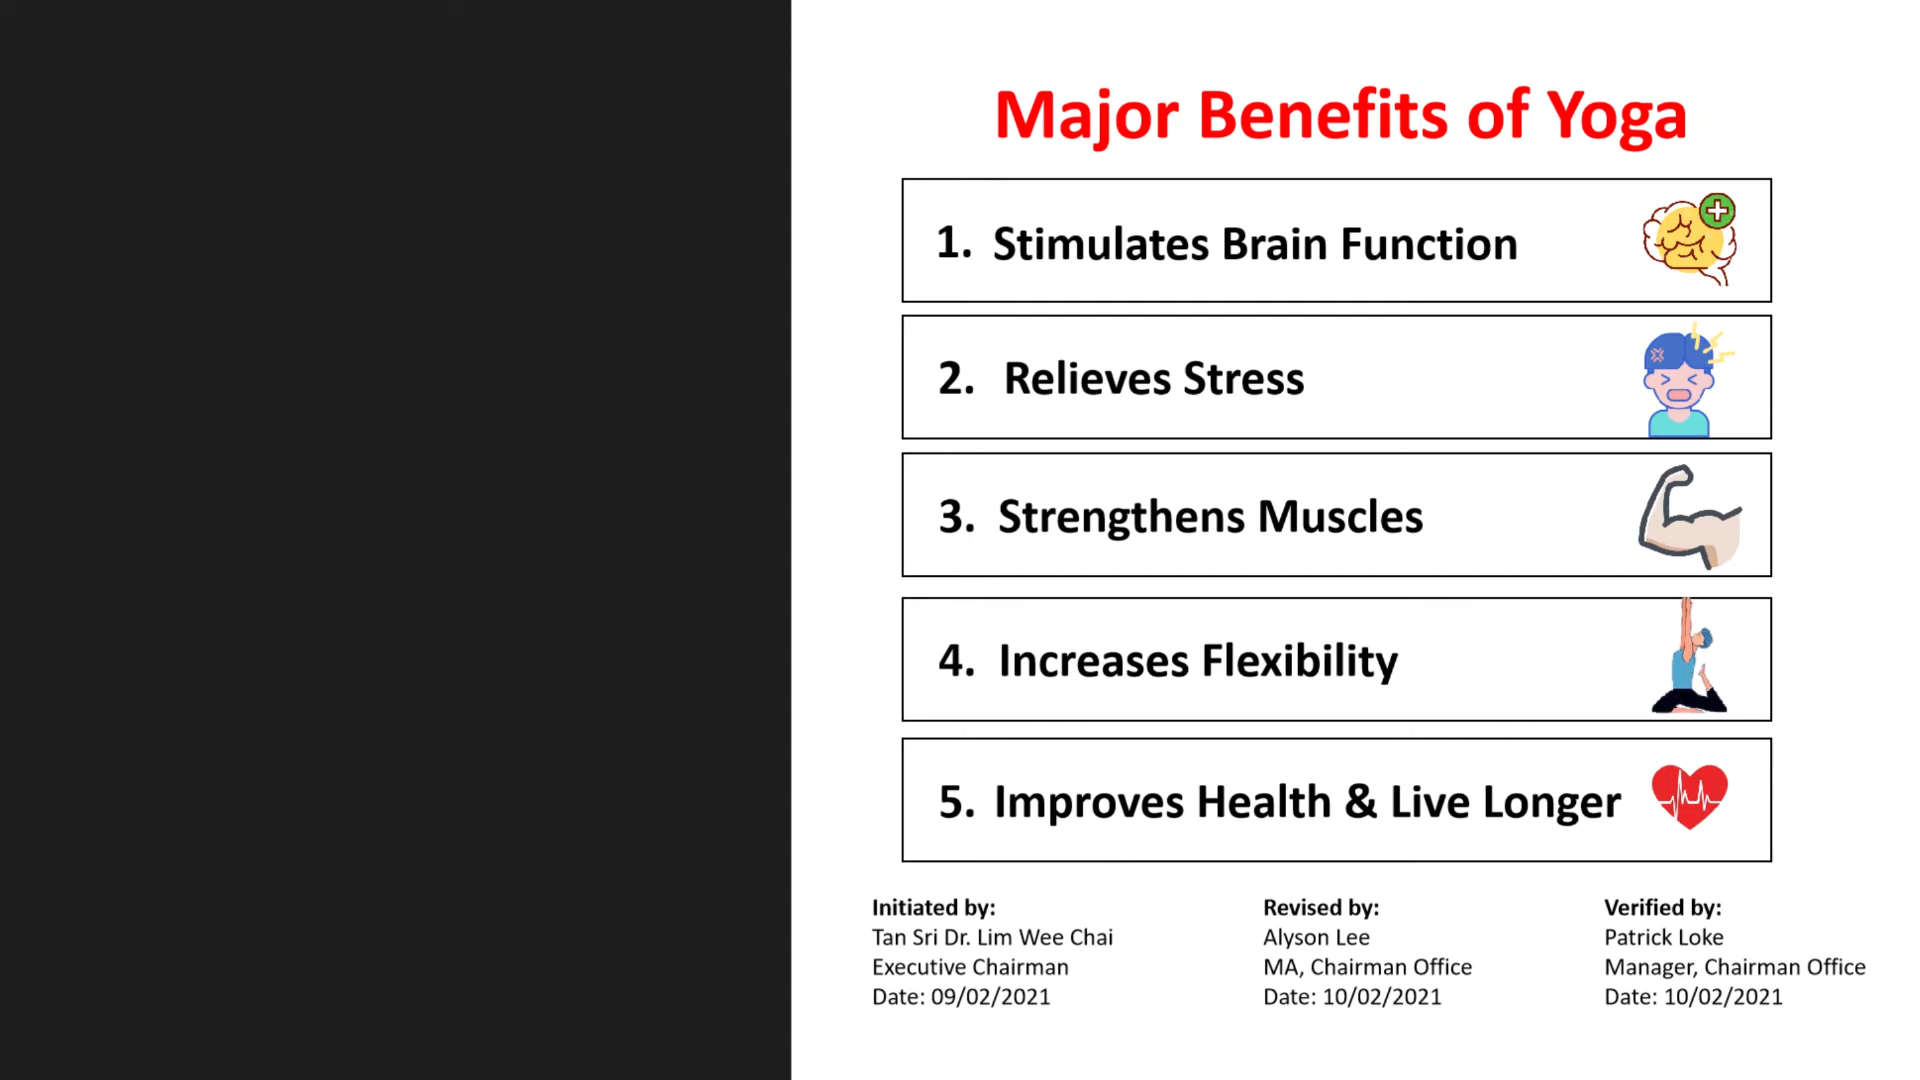 Major Benefits of Yoga
1. Stimulates Brain Function
2. Relieves Stress
3. Strengthens Muscles
4. Increases Flexibility
5. Improves Health & Live Longer
Initiated by:
Tan Sri Dr. Lim Wee Chai
Executive Chairman
Date: 09/02/2021
Revised by:
Alyson Lee
MA, Chairman Office
Date: 10/02/2021
Verified by:
Patrick Loke
Manager, Chairman Office
Date: 10/02/2021